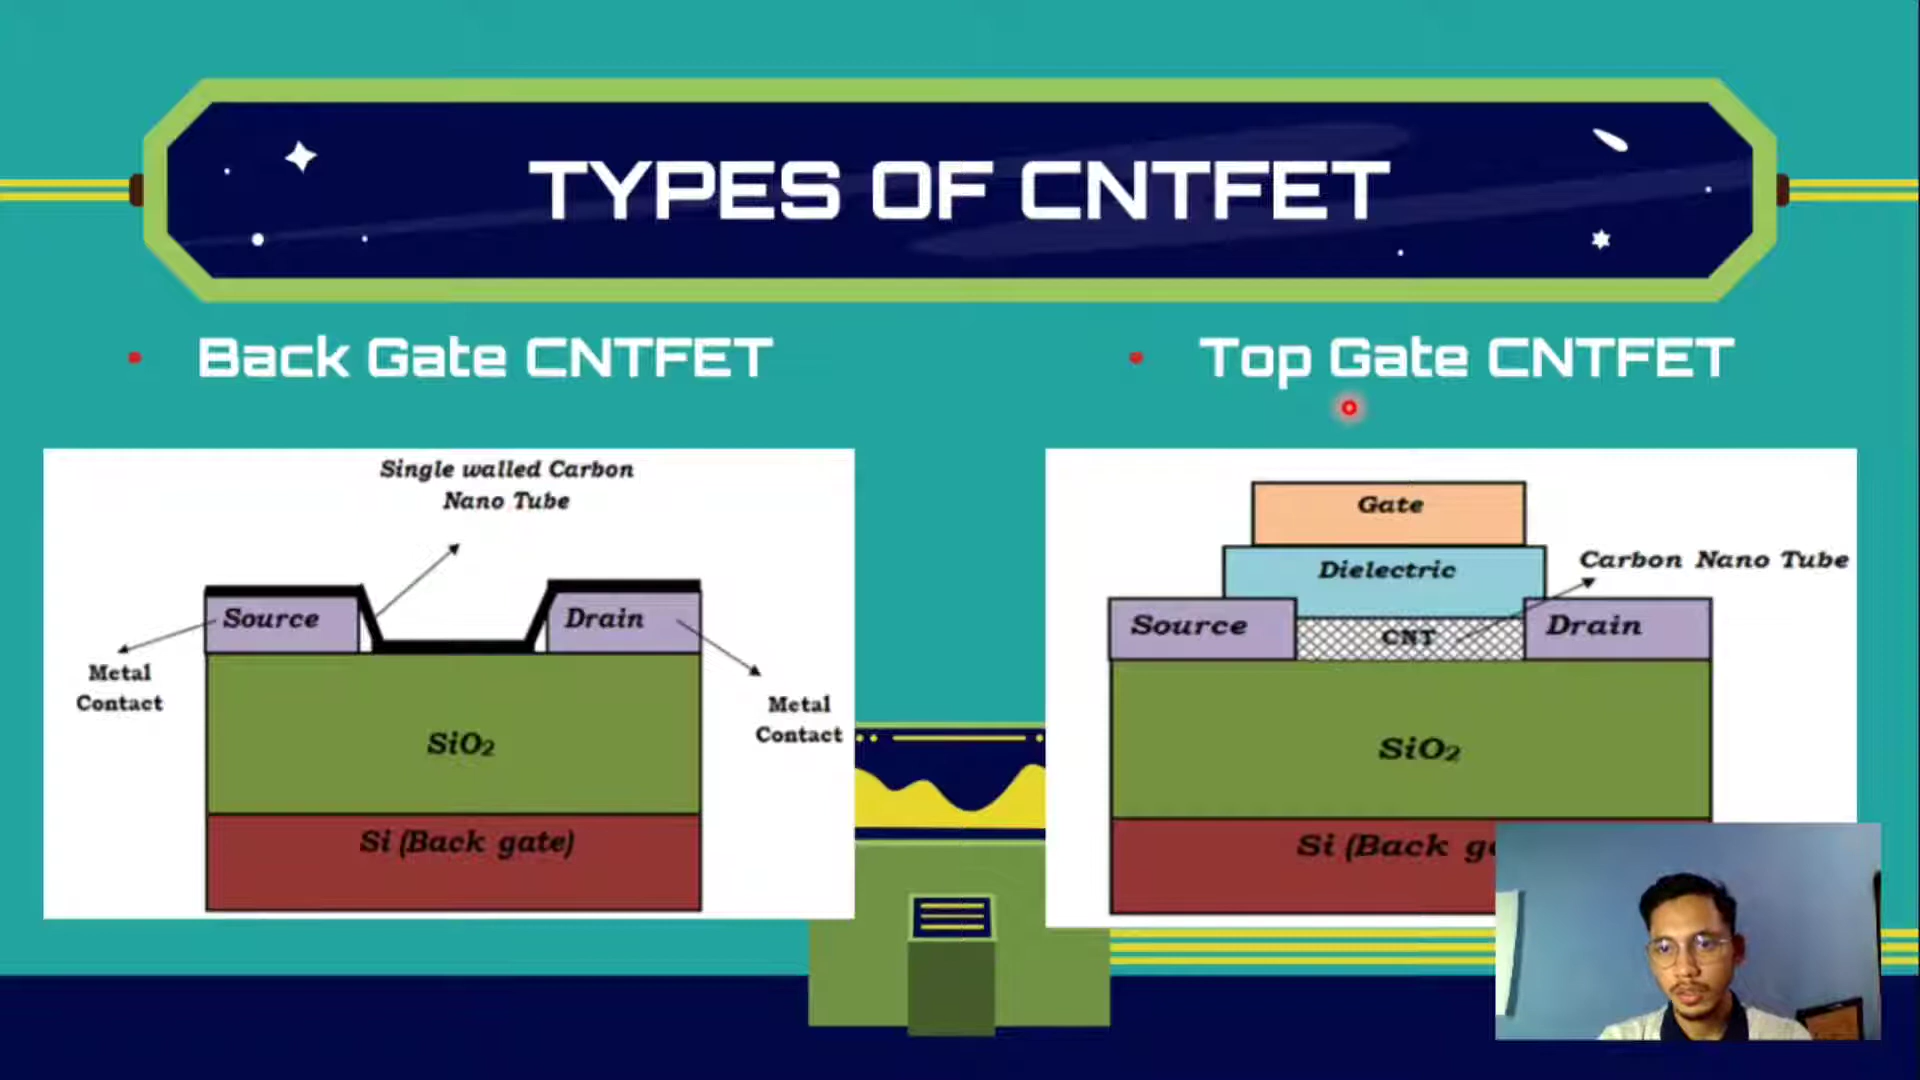 TYPES OF CNTFET
Back Gate CNTFET
Single walled Carbon
Nano Tube
Source
Drain
Metal
Contact
Metal
Contact
SiO₂
Si (Back gate)
Top Gate CNTFET
Gate
Dielectric
Carbon Nano Tube
Source
CNT
Drain
SiO₂
Si (Back